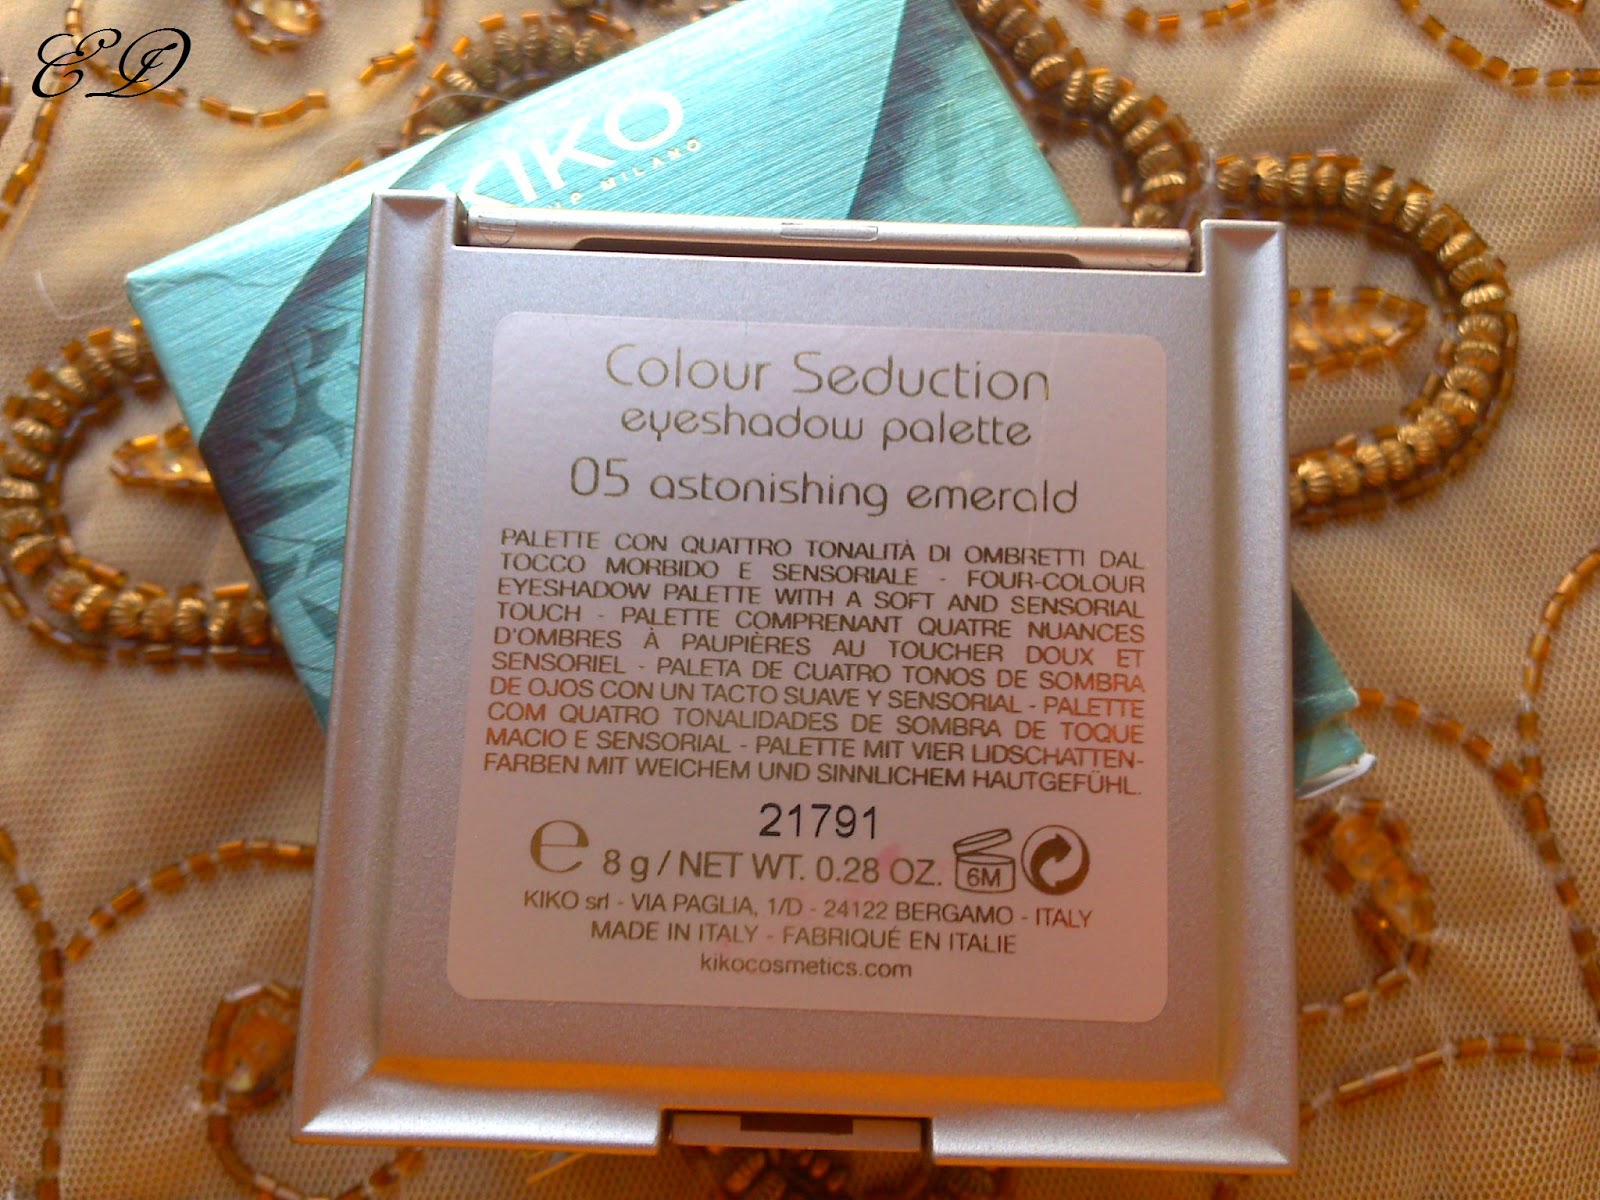 ED
KIKO
MILANO
Colour Seduction
eyeshadow palette
05 astonishing emerald
PALETTE CON QUATTRO TONALITÀ DI OMBRETTI DAL
TOCCO MORBIDO E SENSORIALE - FOUR-COLOUR
EYESHADOW PALETTE WITH A SOFT AND SENSORIAL
TOUCH - PALETTE COMPRENANT QUATRE NUANCES
D'OMBRES À PAUPIÈRES AU TOUCHER DOUX ET
SENSORIEL - PALETA DE CUATRO TONOS DE SOMBRA
DE OJOS CON UN TACTO SUAVE Y SENSORIAL - PALETTE
COM QUATRO TONALIDADES DE SOMBRA DE TOQUE
MACIO E SENSORIAL - PALETTE MIT VIER LIDSCHATTEN-
FARBEN MIT WEICHEM UND SINNLICHEM HAUTGEFÜHL.
21791
e 8 g / NET WT. 0.28 OZ. 6M
KIKO srl - VIA PAGLIA, 1/D - 24122 BERGAMO - ITALY
MADE IN ITALY - FABRIQUÉ EN ITALIE
kikocosmetics.com